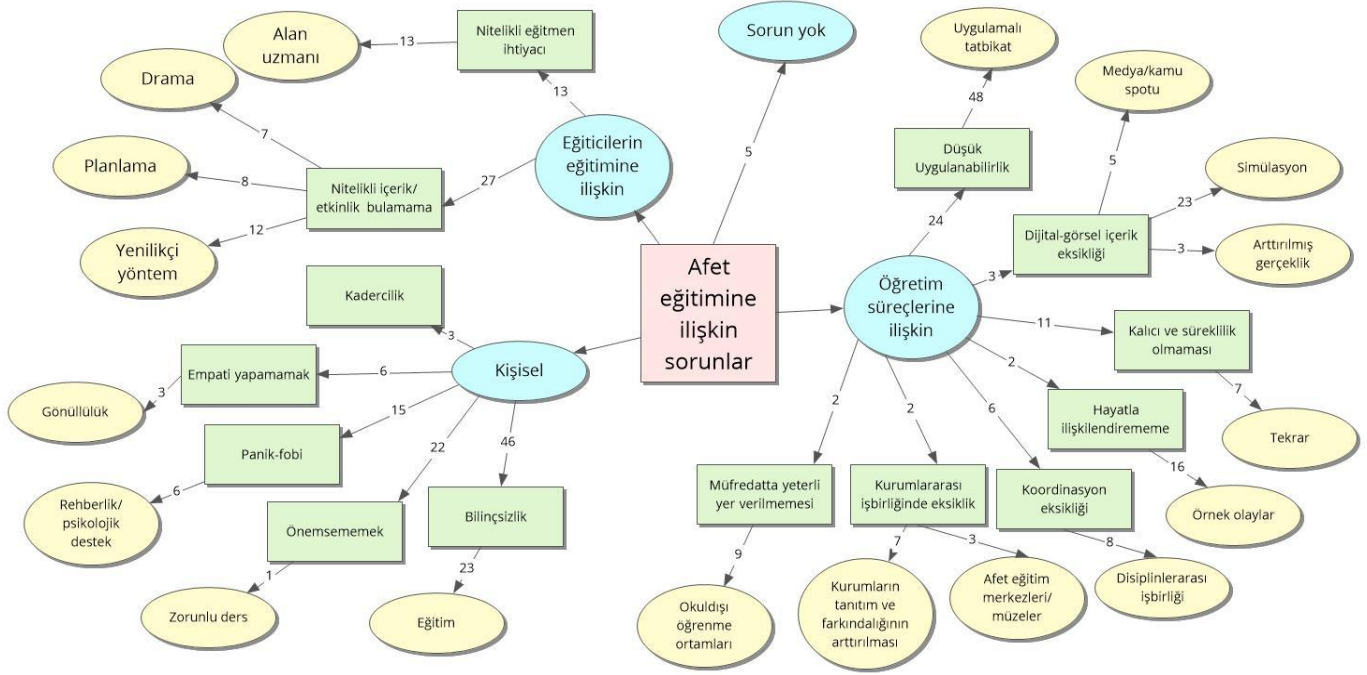 Alan
uzmanı
13
Nitelikli eğitmen
ihtiyacı
13
Sorun yok
5
Uygulamalı
tatbikat
48
Medya/kamu
spotu
5
Drama
7
Planlama
8
Nitelikli içerik/
etkinlik bulamama
27
Eğiticilerin
eğitimine
ilişkin
12
Yenilikçi
yöntem
Düşük
Uygulanabilirlik
24
Simülasyon
23
Dijital-görsel içerik
eksikliği
3
Arttırılmış
gerçeklik
3
Afet
eğitimine
ilişkin
sorunlar
Öğretim
süreçlerine
ilişkin
11
Kalıcı ve süreklilik
olmaması
7
Tekrar
Kadercilik
3
Kişisel
Empati yapamamak
6
3
Gönüllülük
15
Panik-fobi
6
Rehberlik/
psikolojik
destek
22
Önemsememek
1
Zorunlu ders
46
Bilinçsizlik
23
Eğitim
2
Müfredatta yeterli
yer verilmemesi
9
Okuldışı
öğrenme
ortamları
2
Kurumlararası
işbirliğinde eksiklik
7
Kurumların
tanıtım ve
farkındalığının
arttırılması
3
Afet eğitim
merkezleri/
müzeler
6
Koordinasyon
eksikliği
8
Disiplinlerarası
işbirliği
2
Hayatla
ilişkilendirememe
16
Örnek olaylar